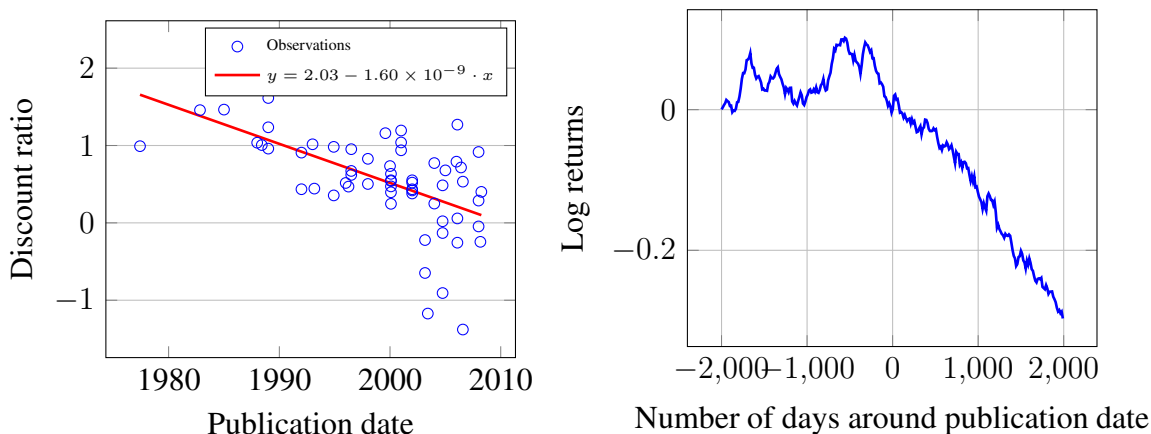 Discount ratio
2
1
0
−1
Observations
y = 2.03 − 1.60 × 10⁻⁹ · x
1980 1990 2000 2010
Publication date
Log returns
0
−0.2
−2,000 −1,000 0 1,000 2,000
Number of days around publication date